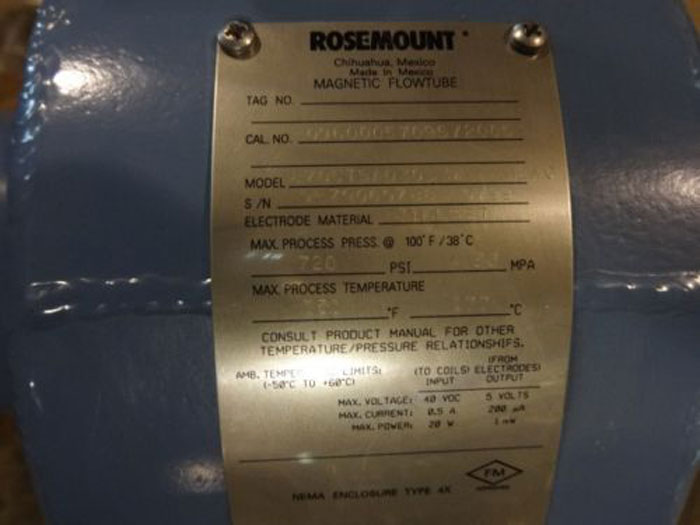 ROSEMOUNT
Chihuahua, Mexico
Made in Mexico
MAGNETIC FLOWTUBE
TAG NO.
CAL. NO.
MODEL
S/N
ELECTRODE MATERIAL
MAX. PROCESS PRESS. @ 100°F/38°C
720 PSI MPA
MAX. PROCESS TEMPERATURE
°F 177 °C
CONSULT PRODUCT MANUAL FOR OTHER
TEMPERATURE/PRESSURE RELATIONSHIPS.
AMB. LIMITS: (TO COILS) (FROM ELECTRODES)
(-50°C TO +60°C) INPUT OUTPUT
MAX. VOLTAGE: 40 VDC 5 VOLTS
MAX. CURRENT: 0.5 A 200 μA
MAX. POWER: 20 W 1 mW
FM
APPROVED
NEMA ENCLOSURE TYPE 4X